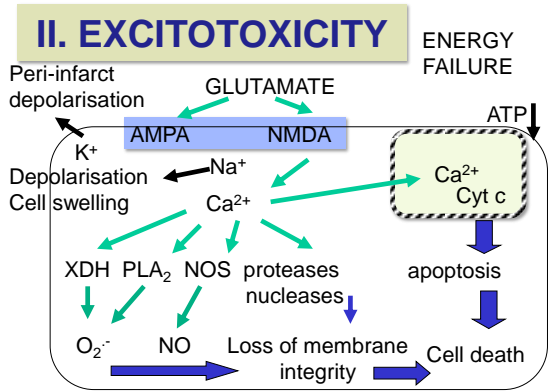 II. EXCITOTOXICITY
ENERGY
FAILURE
Peri-infarct
depolarisation
GLUTAMATE
ATP
AMPA NMDA
K⁺
Na⁺
Depolarisation
Cell swelling
Ca²⁺
Ca²⁺
Cyt c
XDH PLA₂ NOS proteases
nucleases
apoptosis
O₂·⁻ NO Loss of membrane
integrity
Cell death